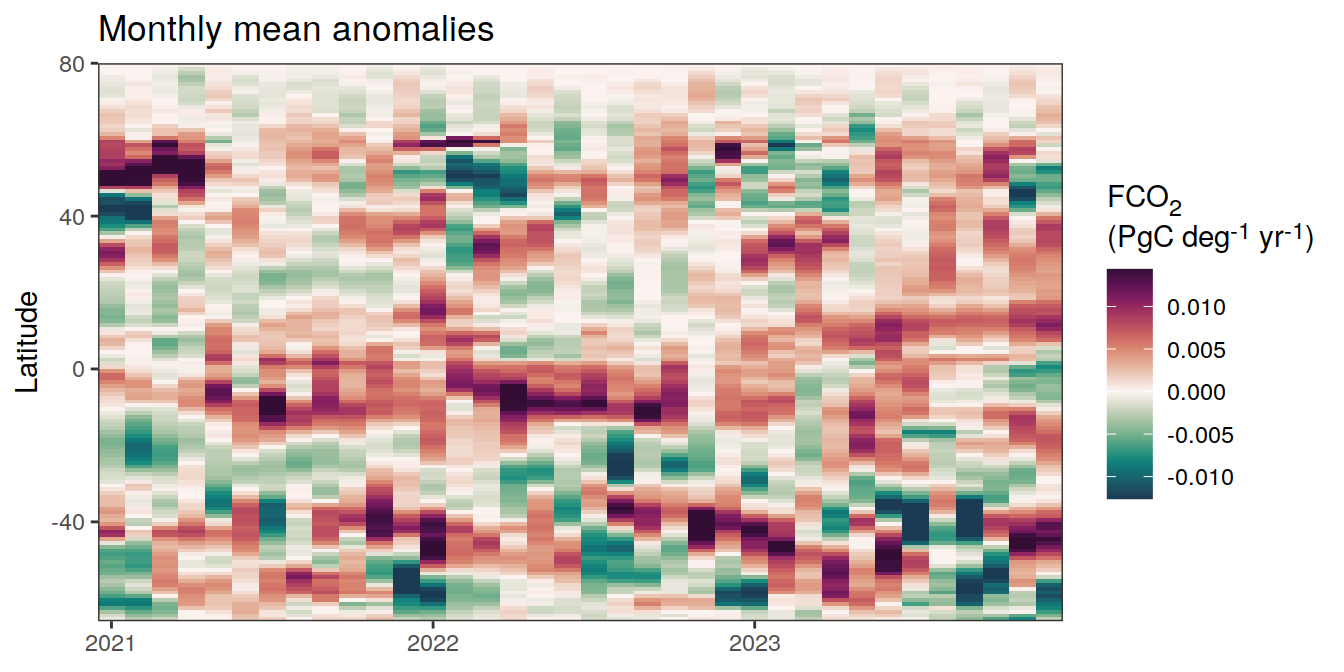 Monthly mean anomalies
80
40
0
-40
Latitude
2021 2022 2023
FCO₂
(PgC deg⁻¹ yr⁻¹)
0.010
0.005
0.000
-0.005
-0.010